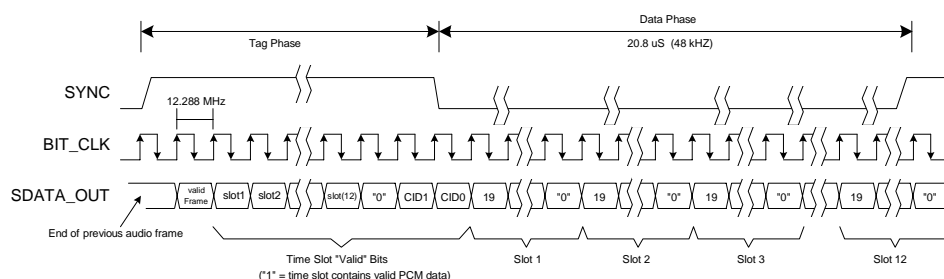 Data Phase
Tag Phase
20.8 uS (48 kHZ)
SYNC
12.288 MHz
BIT_CLK
SDATA_OUT
valid
Frame
slot1 slot2 slot(12) "0" CID1 CID0 19 "0" 19 "0" 19 "0" 19 "0"
End of previous audio frame
Time Slot "Valid" Bits
Slot 1
Slot 2
Slot 3
Slot 12
("1" = time slot contains valid PCM data)